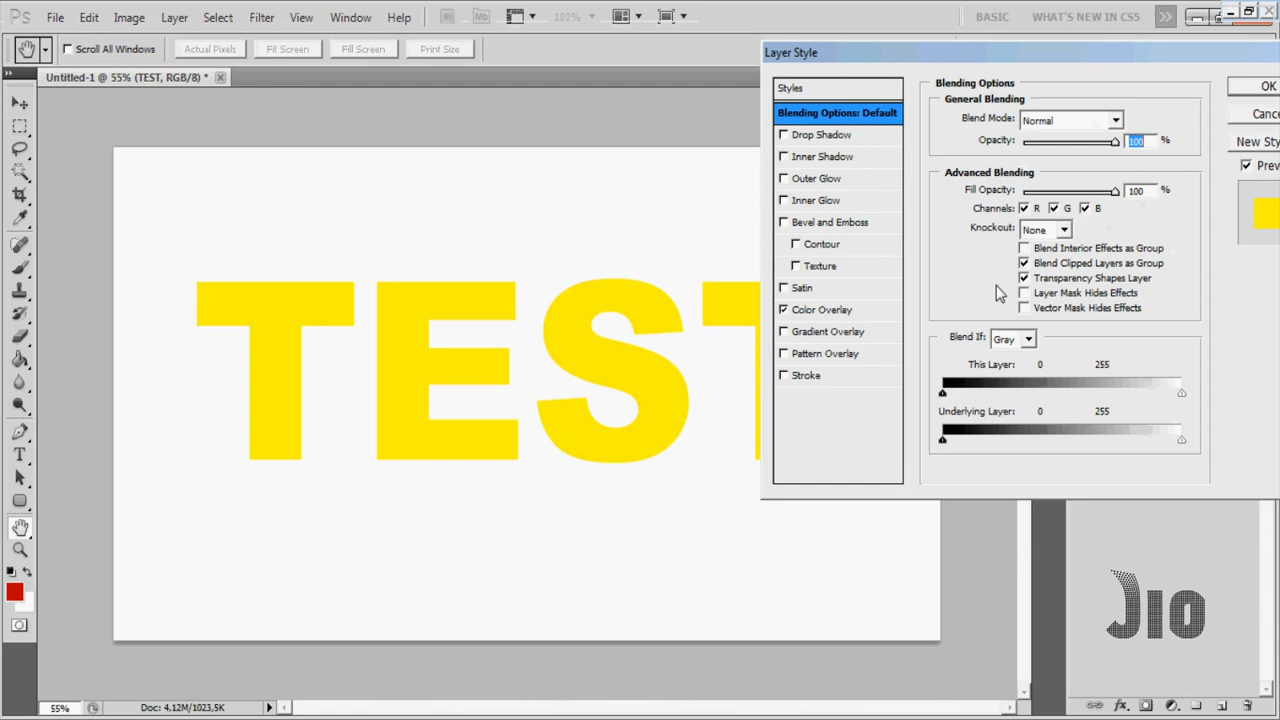 Ps File Edit Image Layer Select Filter View Window Help Br Mb 100% BASIC WHAT'S NEW IN CS5
Scroll All Windows Actual Pixels Fit Screen Fill Screen Print Size
Untitled-1 @ 55% (TEST, RGB/8) *
TEST
Layer Style
Styles
Blending Options: Default
Drop Shadow
Inner Shadow
Outer Glow
Inner Glow
Bevel and Emboss
Contour
Texture
Satin
Color Overlay
Gradient Overlay
Pattern Overlay
Stroke
Blending Options
General Blending
Blend Mode: Normal
Opacity: 100 %
Advanced Blending
Fill Opacity: 100 %
Channels: R G B
Knockout: None
Blend Interior Effects as Group
Blend Clipped Layers as Group
Transparency Shapes Layer
Layer Mask Hides Effects
Vector Mask Hides Effects
Blend If: Gray
This Layer: 0 255
Underlying Layer: 0 255
OK
Cance
New Sty
Prev
JIO
55% Doc: 4,12M/1023,5K